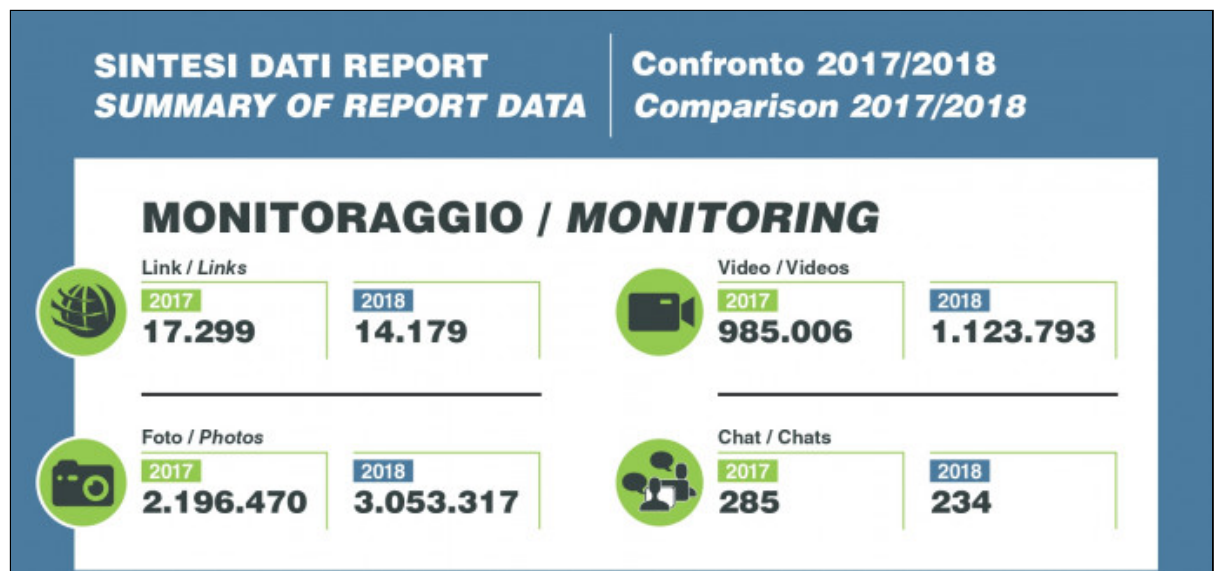 SINTESI DATI REPORT
SUMMARY OF REPORT DATA
Confronto 2017/2018
Comparison 2017/2018
MONITORAGGIO / MONITORING
Link / Links
2017
17.299
2018
14.179
Video / Videos
2017
985.006
2018
1.123.793
Foto / Photos
2017
2.196.470
2018
3.053.317
Chat / Chats
2017
285
2018
234